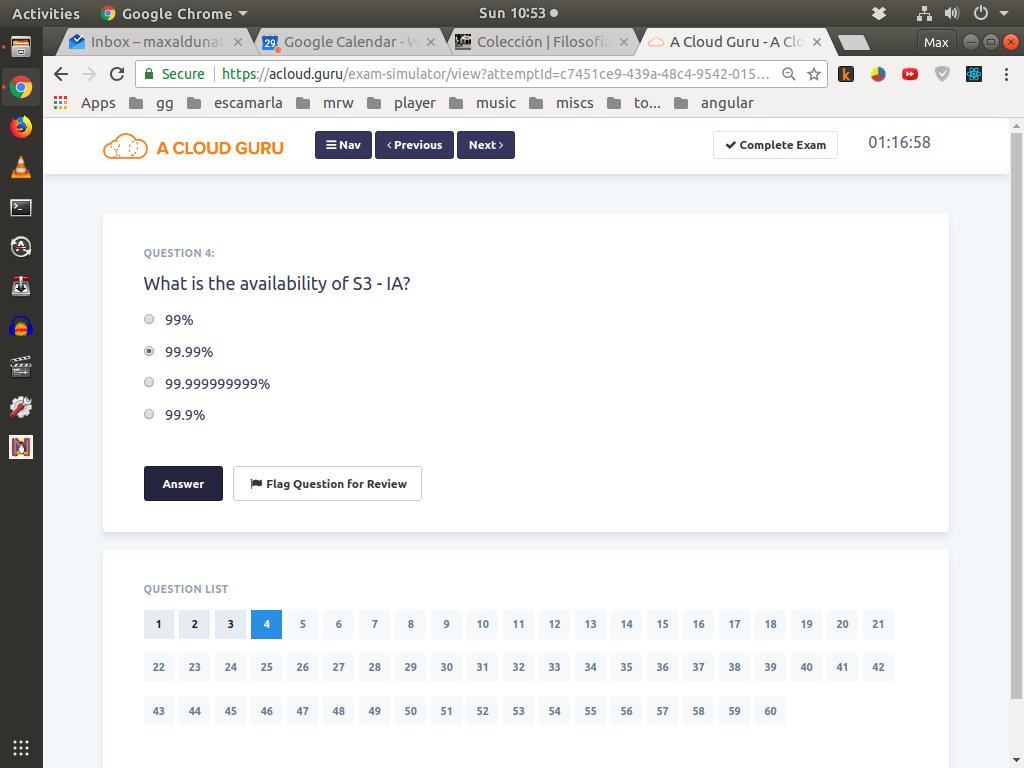 Activities Google Chrome Sun 10:53
Inbox – maxaldunat Google Calendar - W Colección | Filosofía A Cloud Guru - A Clo Max
Secure https://acloud.guru/exam-simulator/view?attemptId=c7451ce9-439a-48c4-9542-015...
Apps gg escamarla mrw player music miscs to... angular
A CLOUD GURU Nav Previous Next Complete Exam 01:16:58
QUESTION 4:
What is the availability of S3 - IA?
99%
99.99%
99.999999999%
99.9%
Answer Flag Question for Review
QUESTION LIST
1 2 3 4 5 6 7 8 9 10 11 12 13 14 15 16 17 18 19 20 21
22 23 24 25 26 27 28 29 30 31 32 33 34 35 36 37 38 39 40 41 42
43 44 45 46 47 48 49 50 51 52 53 54 55 56 57 58 59 60